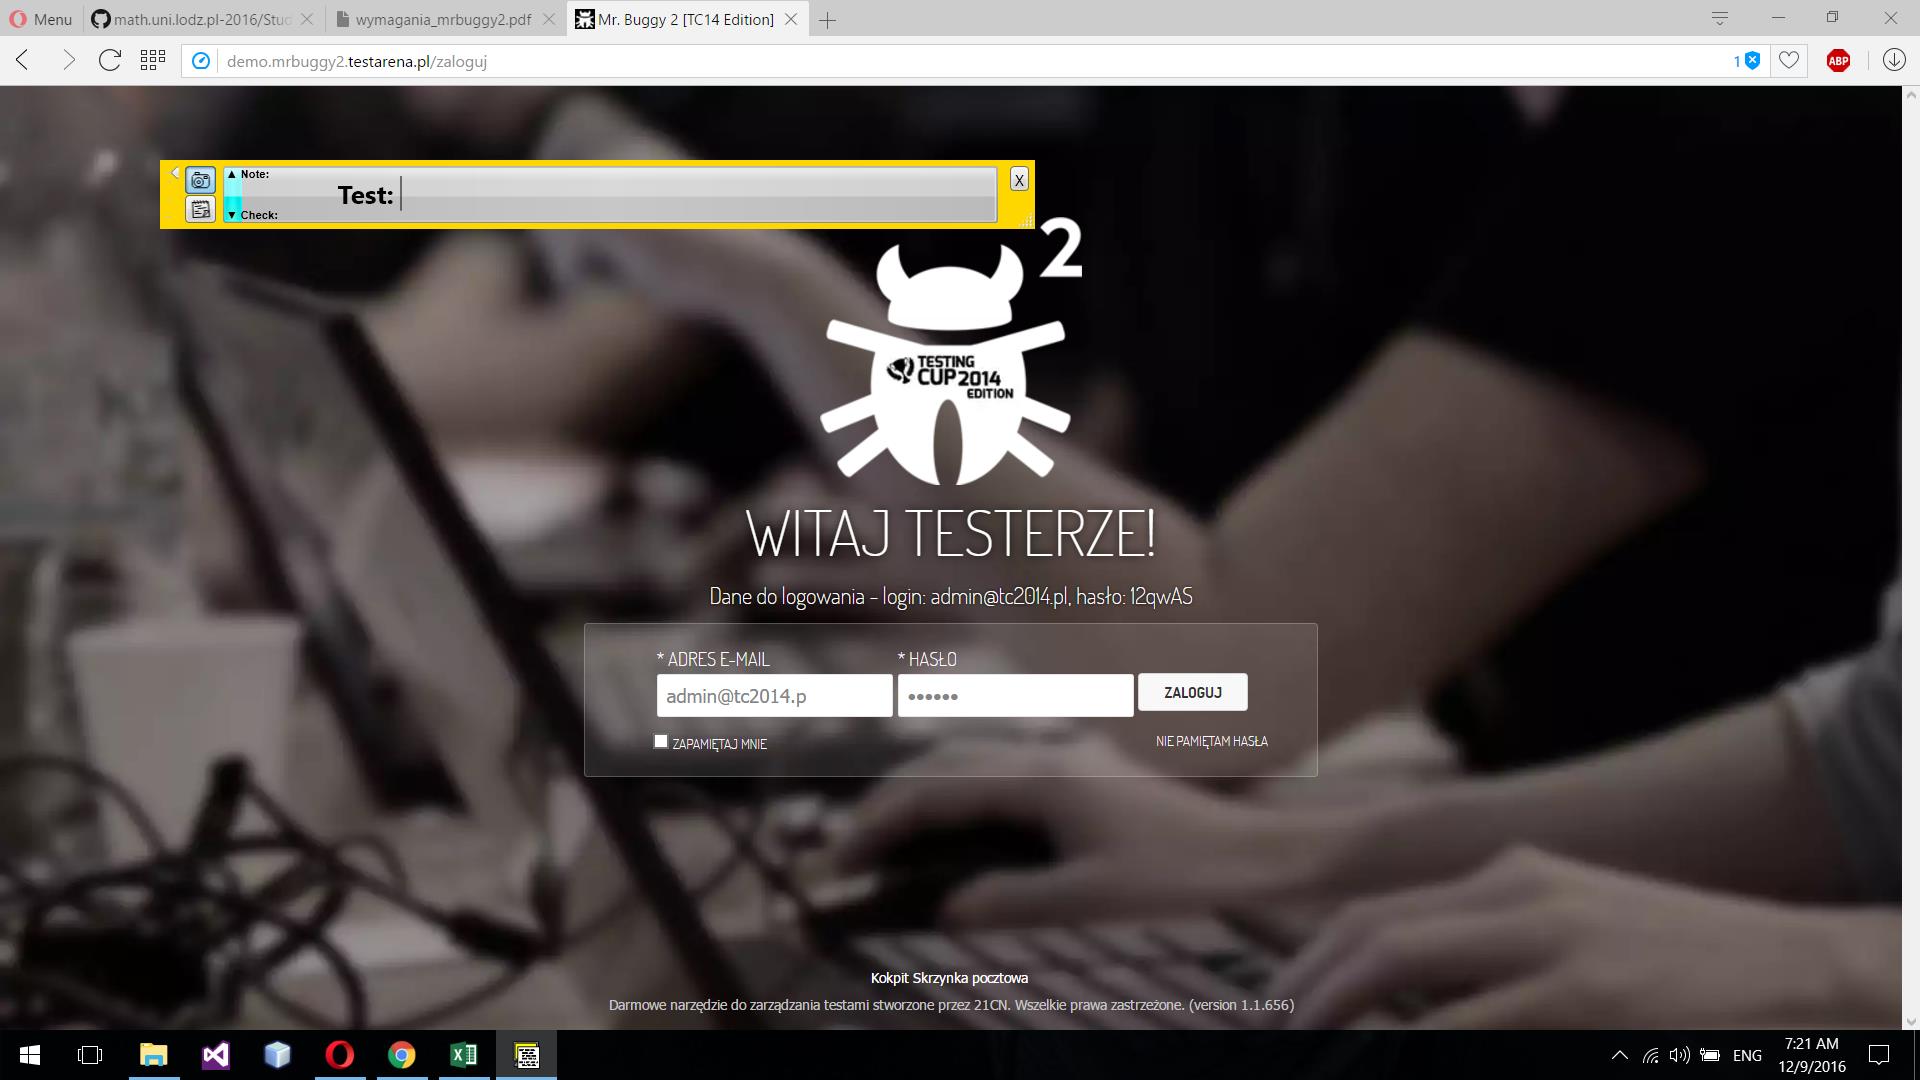 Menu
math.uni.lodz.pl-2016/Stud
wymagania_mrbuggy2.pdf
Mr. Buggy 2 [TC14 Edition]
demo.mrbuggy2.testarena.pl/zaloguj
1
ABP
Note:
Test:
Check:
X
2
TESTING
CUP 2014
EDITION
WITAJ TESTERZE!
Dane do logowania - login: admin@tc2014.pl, hasło: 12qwAS
* ADRES E-MAIL
* HASŁO
admin@tc2014.p
••••••
ZALOGUJ
ZAPAMIĘTAJ MNIE
NIE PAMIĘTAM HASŁA
Kokpit Skrzynka pocztowa
Darmowe narzędzie do zarządzania testami stworzone przez 21CN. Wszelkie prawa zastrzeżone. (version 1.1.656)
ENG
7:21 AM
12/9/2016